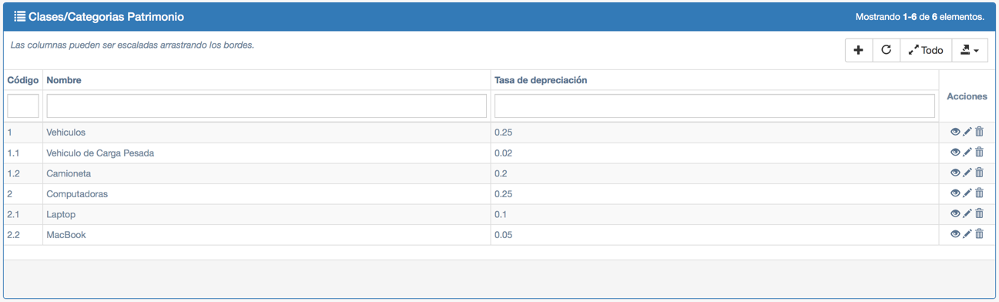 Clases/Categorias Patrimonio Mostrando 1-6 de 6 elementos.
Las columnas pueden ser escaladas arrastrando los bordes.
Todo
Código Nombre Tasa de depreciación
Acciones
1 Vehiculos 0.25
1.1 Vehiculo de Carga Pesada 0.02
1.2 Camioneta 0.2
2 Computadoras 0.25
2.1 Laptop 0.1
2.2 MacBook 0.05